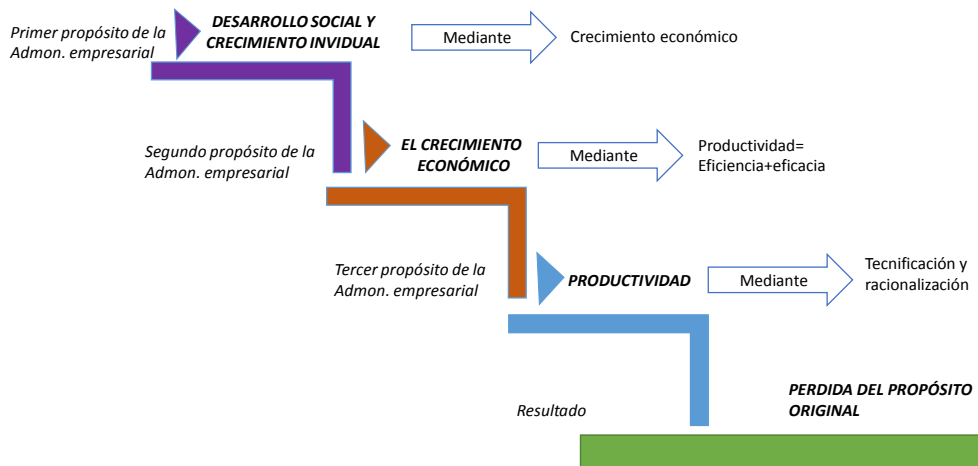 Primer propósito de la
Admon. empresarial
DESARROLLO SOCIAL Y
CRECIMIENTO INVIDUAL
Mediante
Crecimiento económico
Segundo propósito de la
Admon. empresarial
EL CRECIMIENTO
ECONÓMICO
Mediante
Productividad=
Eficiencia+eficacia
Tercer propósito de la
Admon. empresarial
PRODUCTIVIDAD
Mediante
Tecnificación y
racionalización
Resultado
PERDIDA DEL PROPÓSITO
ORIGINAL